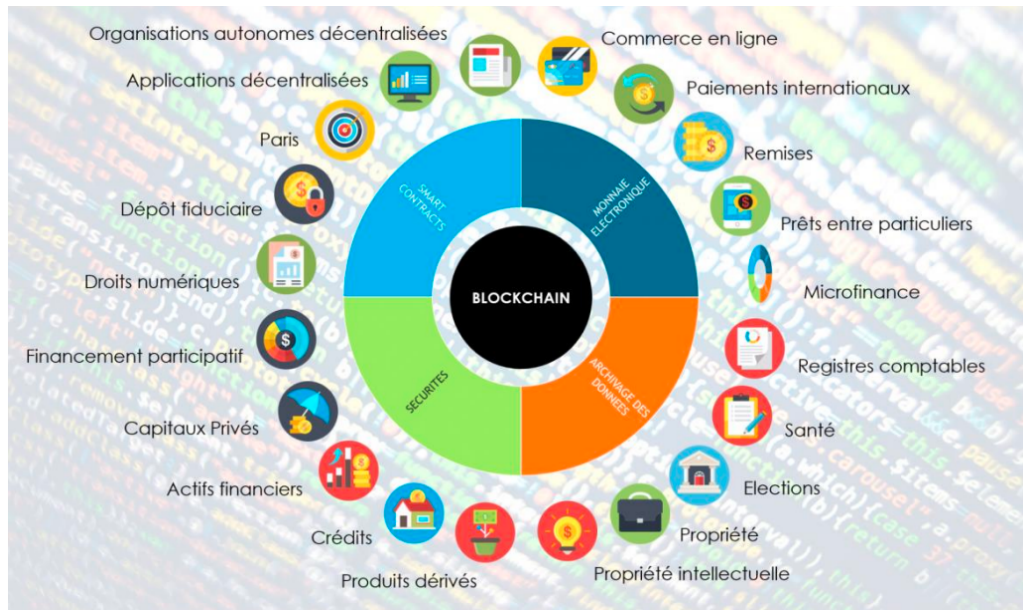 Organisations autonomes décentralisées
Commerce en ligne
Applications décentralisées
Paiements internationaux
Paris
Remises
Dépôt fiduciaire
Prêts entre particuliers
Droits numériques
Microfinance
Financement participatif
Registres comptables
Capitaux Privés
Santé
Actifs financiers
Elections
Crédits
Propriété
Produits dérivés
Propriété intellectuelle
SMART
CONTRACTS
MONNAIE
ELECTRONIQUE
BLOCKCHAIN
SECURITES
ARCHIVAGE DES
DONNEES